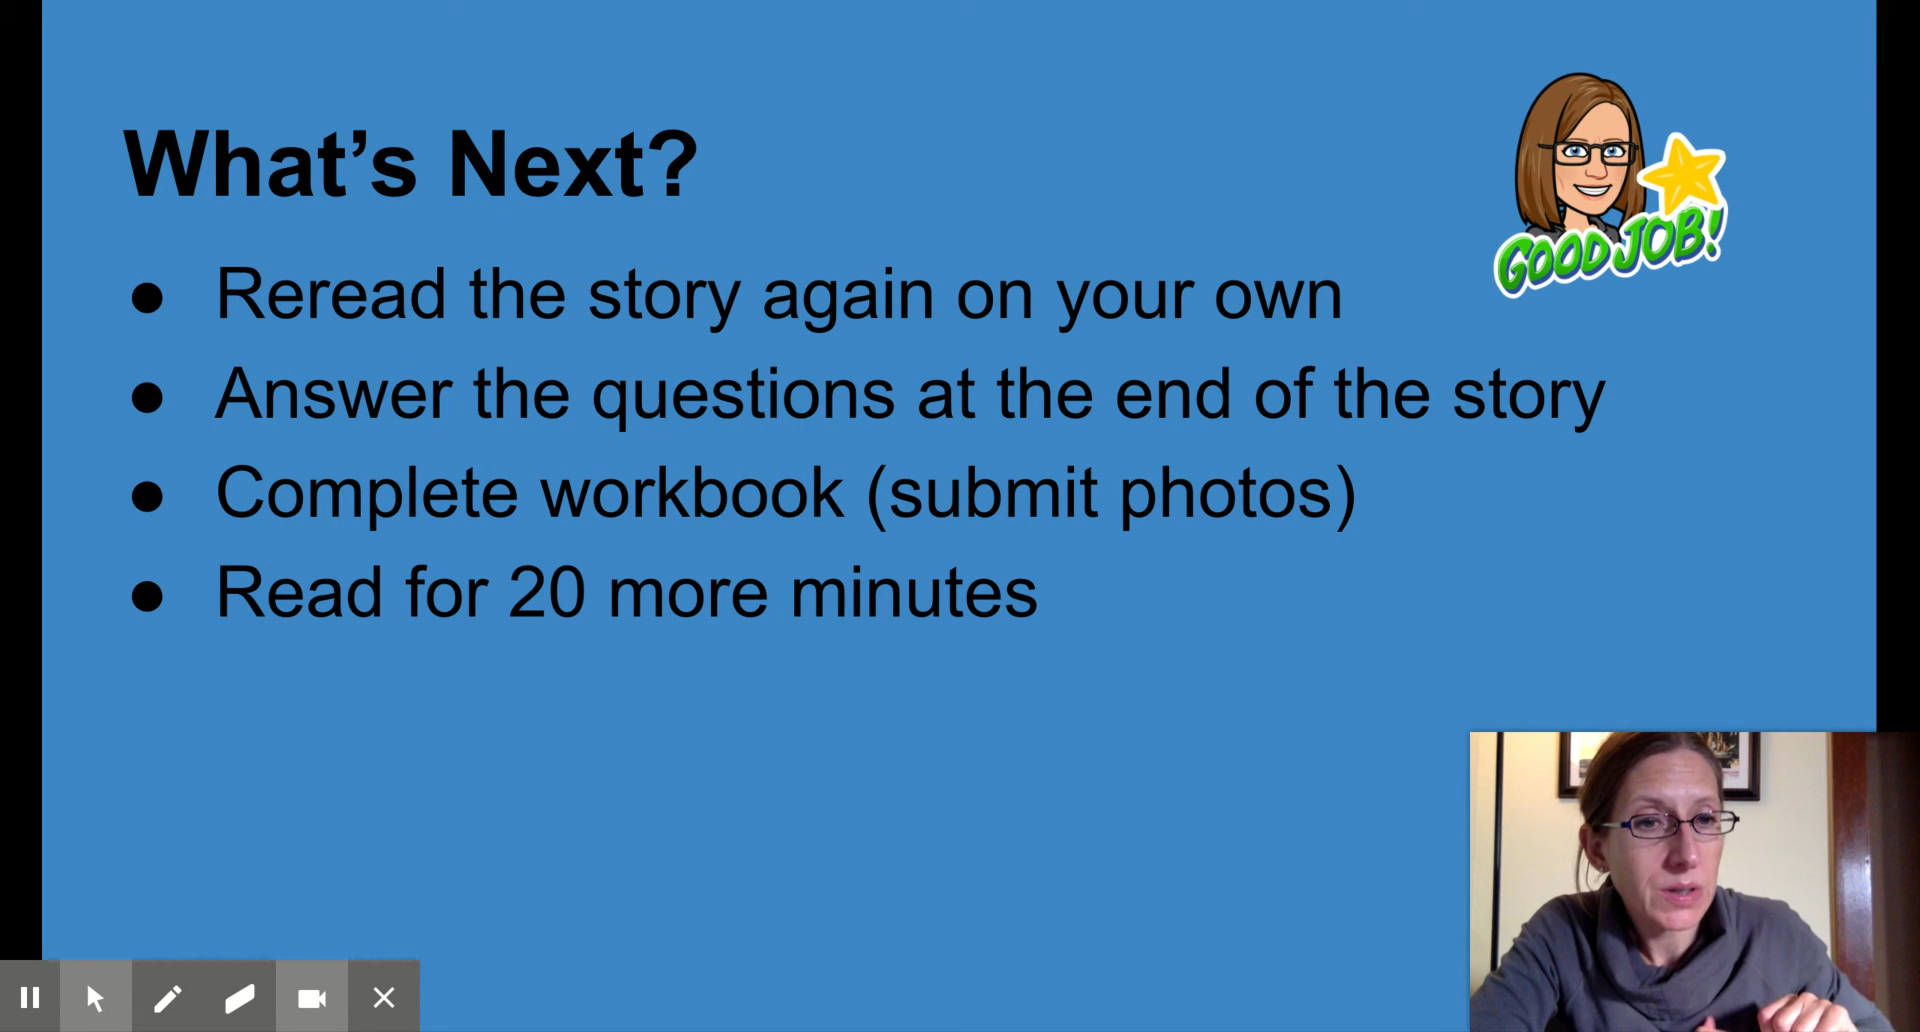 What's Next?
● Reread the story again on your own
● Answer the questions at the end of the story
● Complete workbook (submit photos)
● Read for 20 more minutes
GOOD JOB!